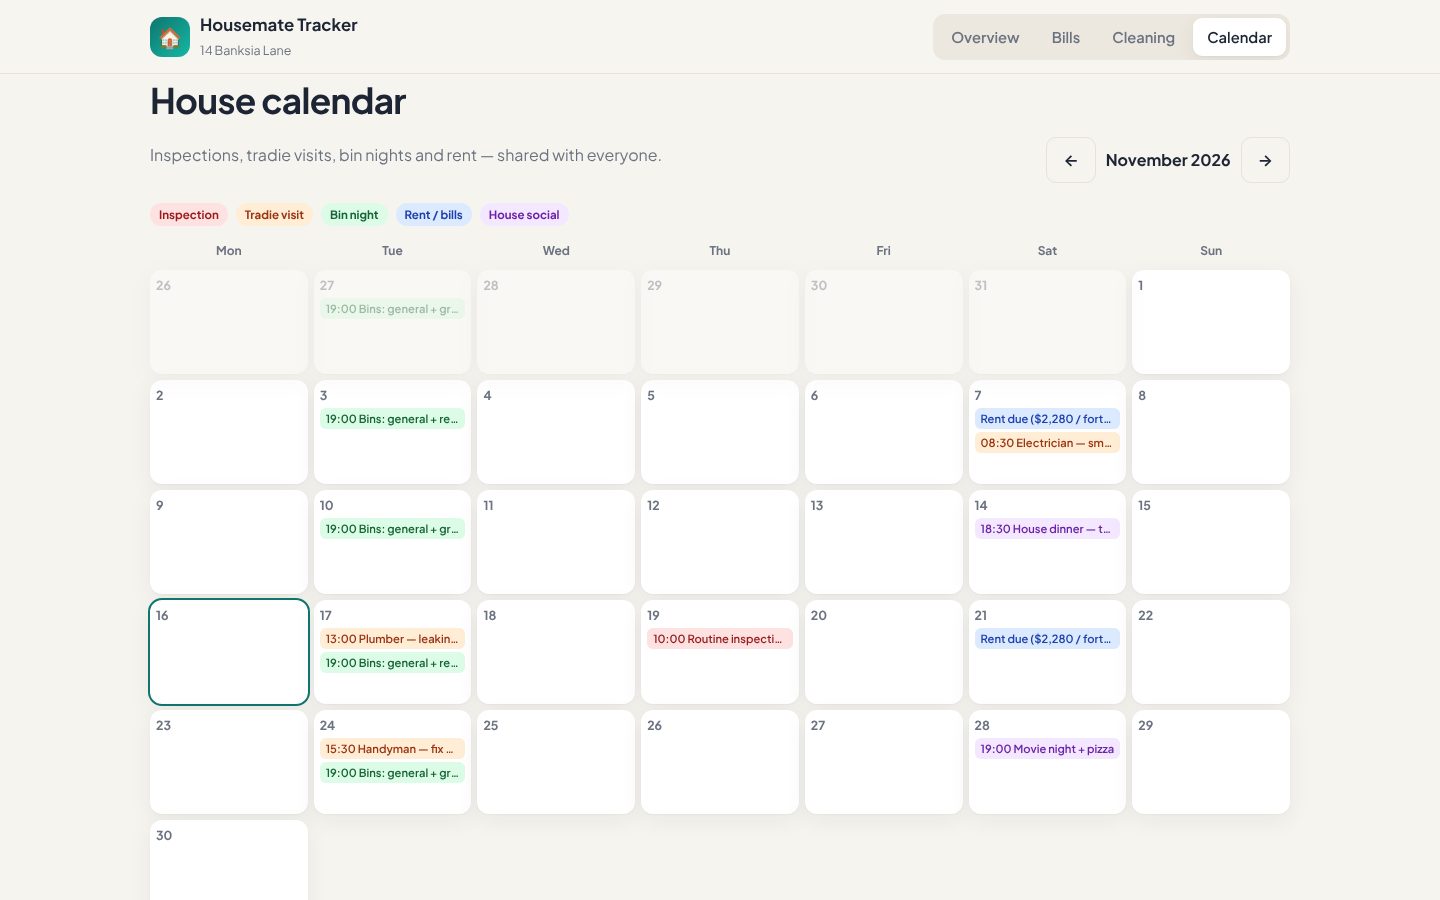 Housemate Tracker
14 Banksia Lane
Overview Bills Cleaning Calendar
House calendar
Inspections, tradie visits, bin nights and rent — shared with everyone.
← November 2026 →
Inspection Tradie visit Bin night Rent / bills House social
Mon Tue Wed Thu Fri Sat Sun
26 27 28 29 30 31 1
19:00 Bins: general + gr…
2 3 4 5 6 7 8
19:00 Bins: general + re… Rent due ($2,280 / fort…
08:30 Electrician — sm…
9 10 11 12 13 14 15
19:00 Bins: general + gr… 18:30 House dinner — t…
16 17 18 19 20 21 22
13:00 Plumber — leakin… 10:00 Routine inspecti… Rent due ($2,280 / fort…
19:00 Bins: general + re…
23 24 25 26 27 28 29
15:30 Handyman — fix … 19:00 Movie night + pizza
19:00 Bins: general + gr…
30